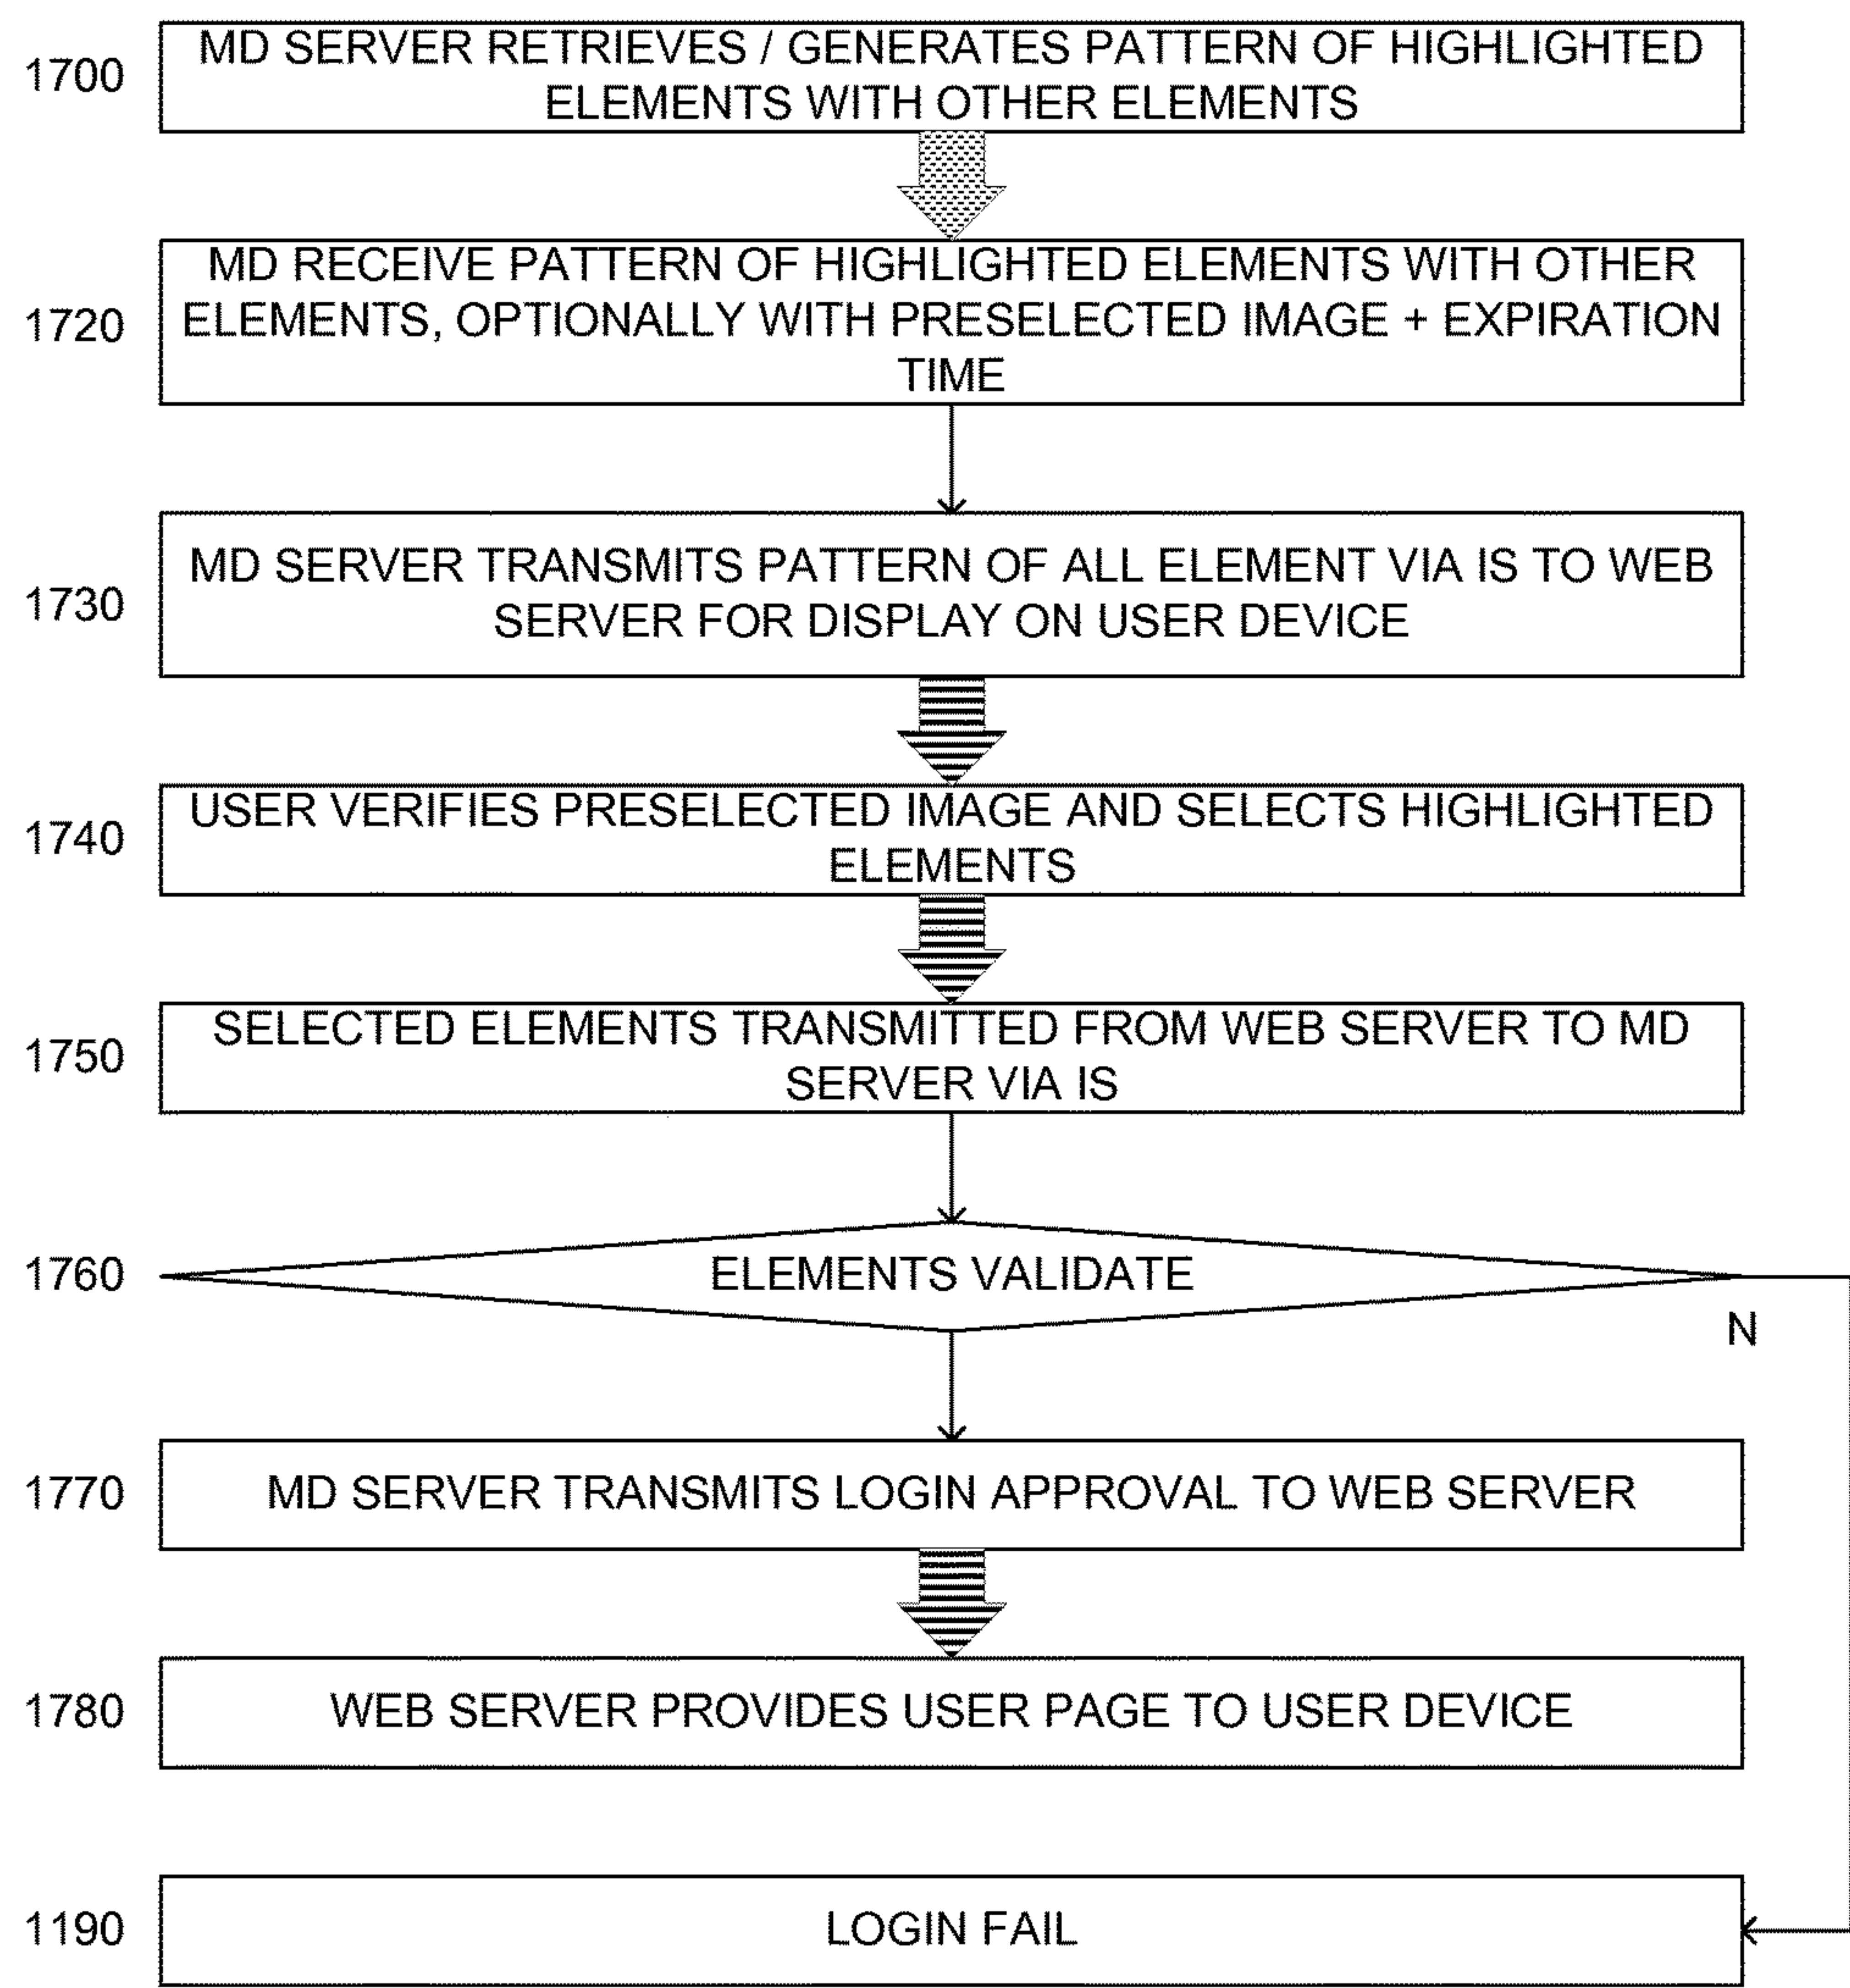 1700
MD SERVER RETRIEVES / GENERATES PATTERN OF HIGHLIGHTED
ELEMENTS WITH OTHER ELEMENTS
1720
MD RECEIVE PATTERN OF HIGHLIGHTED ELEMENTS WITH OTHER
ELEMENTS, OPTIONALLY WITH PRESELECTED IMAGE + EXPIRATION
TIME
1730
MD SERVER TRANSMITS PATTERN OF ALL ELEMENT VIA IS TO WEB
SERVER FOR DISPLAY ON USER DEVICE
1740
USER VERIFIES PRESELECTED IMAGE AND SELECTS HIGHLIGHTED
ELEMENTS
1750
SELECTED ELEMENTS TRANSMITTED FROM WEB SERVER TO MD
SERVER VIA IS
1760
ELEMENTS VALIDATE
N
1770
MD SERVER TRANSMITS LOGIN APPROVAL TO WEB SERVER
1780
WEB SERVER PROVIDES USER PAGE TO USER DEVICE
1190
LOGIN FAIL